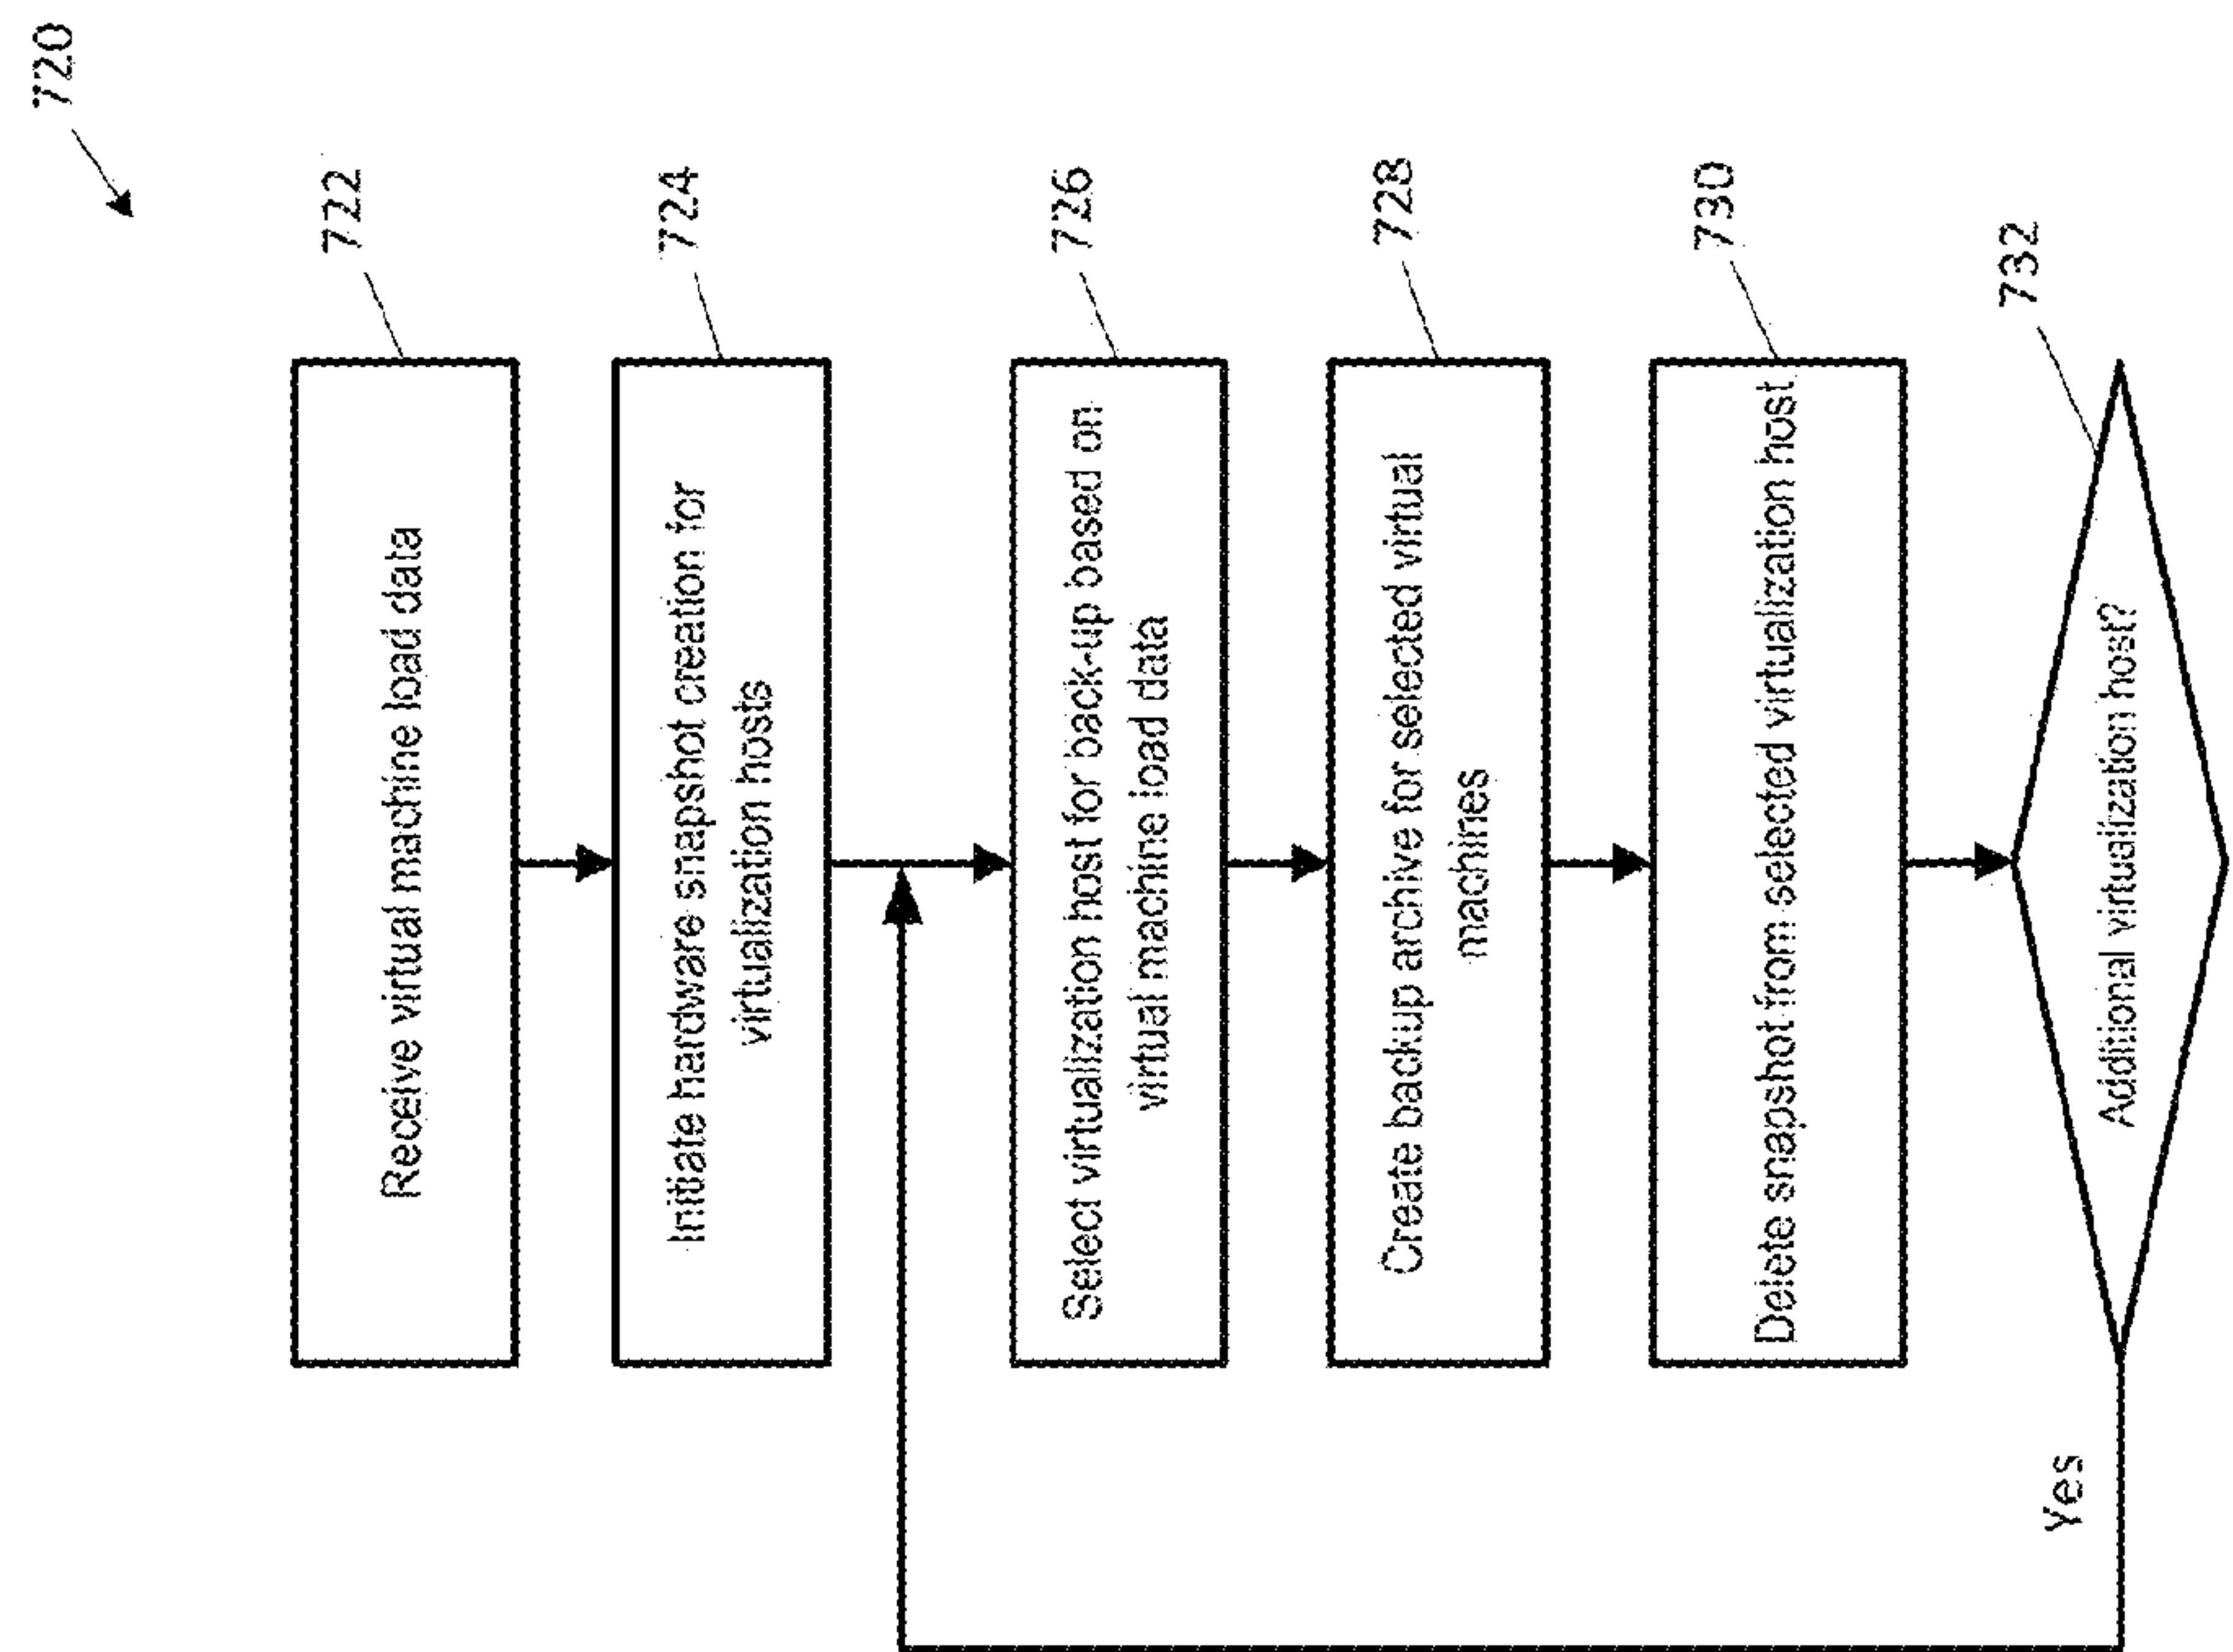 720
722
Receive virtual machine load data
724
Initiate hardware snapshot creation for
virtualization hosts
726
Select virtualization host for back-up based on
virtual machine load data
728
Create backup archive for selected virtual
machines
730
Delete snapshot from selected virtualization host
732
Additional virtualization host?
Yes